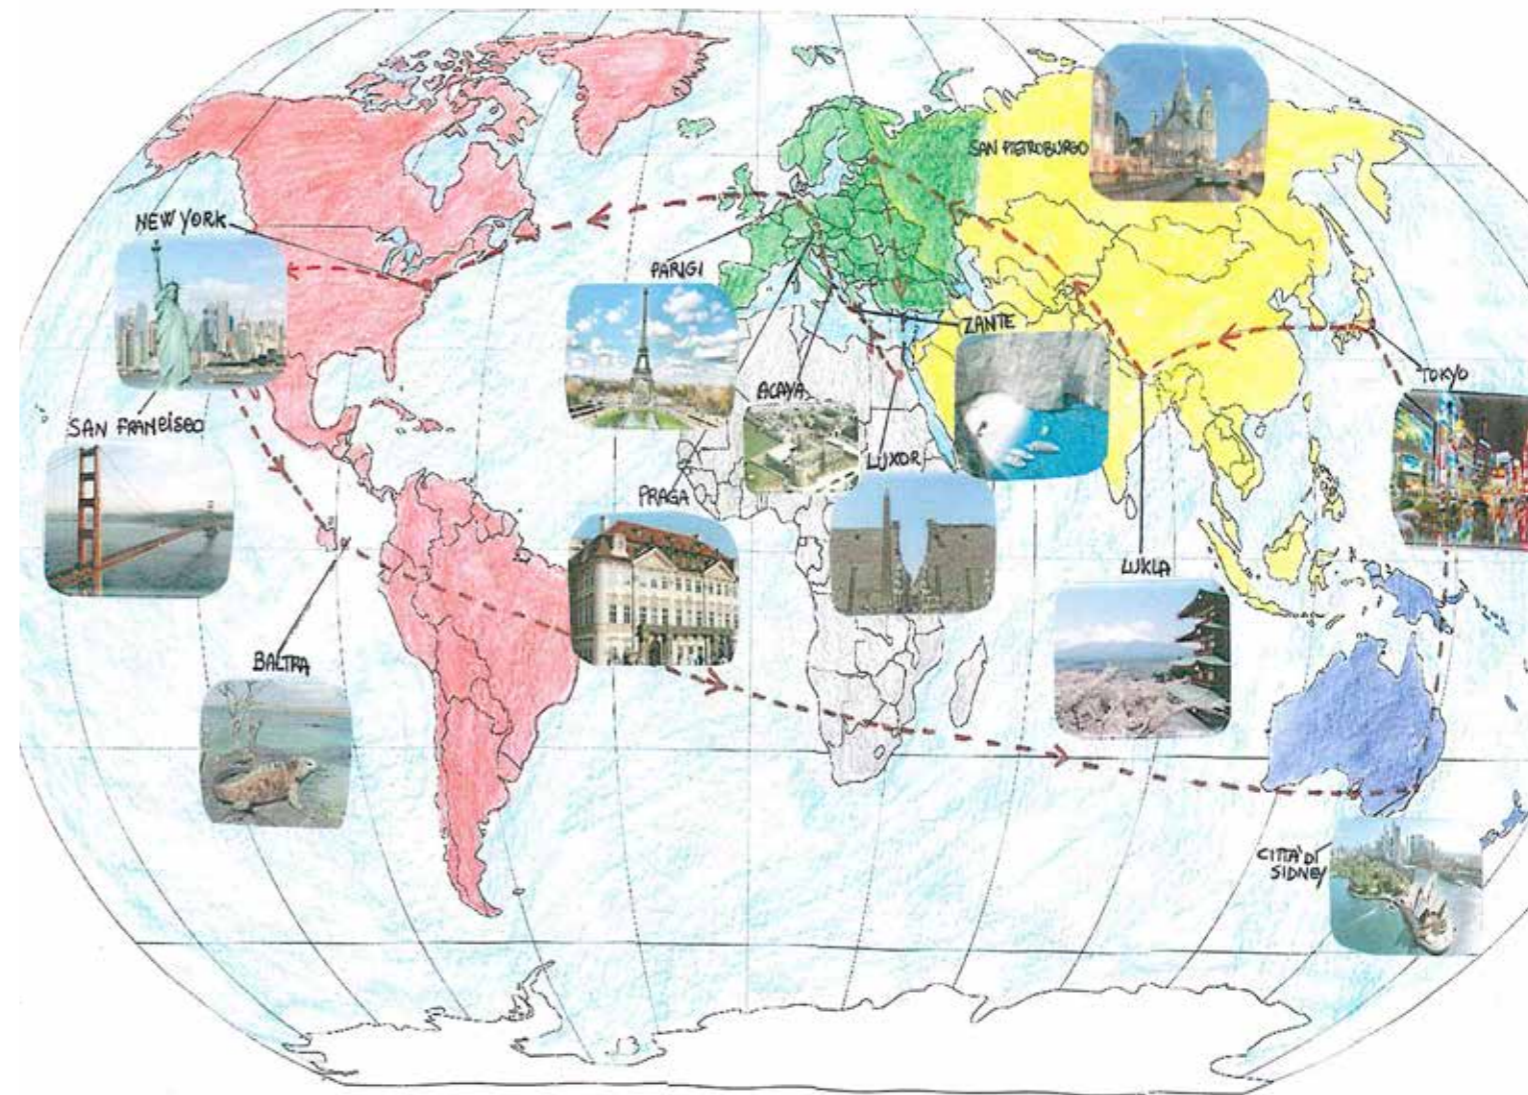 SAN PIETROBURGO
NEW YORK
PARIGI
ZANTE
TOKYO
ACAYA
SAN FRANCISCO
LUXOR
PRAGA
LUKLA
BALTRA
CITTA' DI
SIDNEY